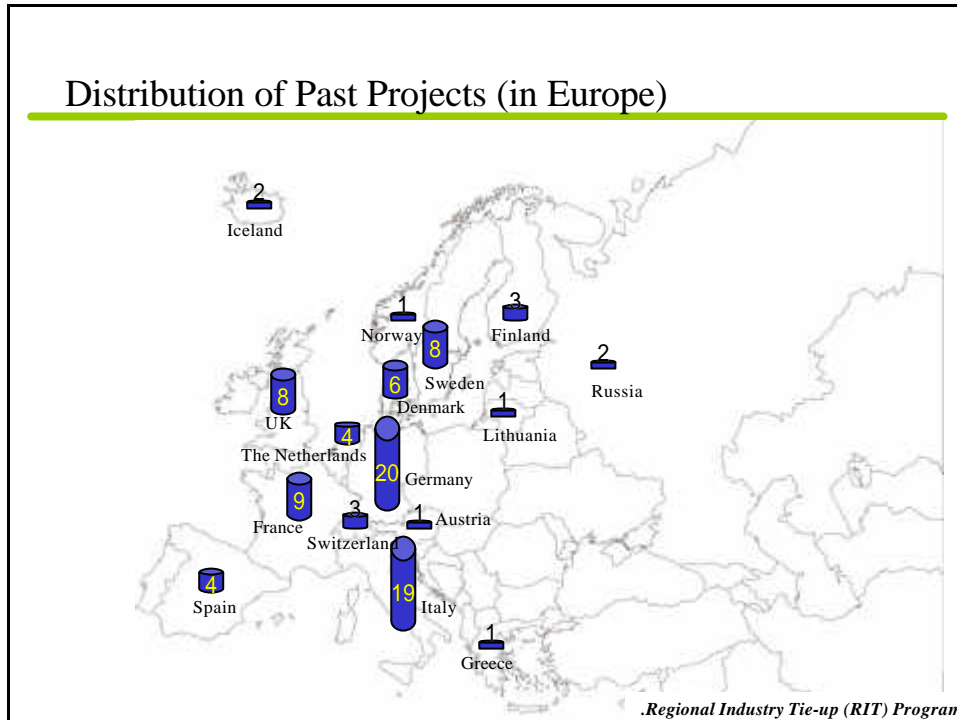 Distribution of Past Projects (in Europe)
2
Iceland
1
Norway
3
Finland
8
Sweden
2
Russia
6
Denmark
8
UK
1
Lithuania
4
The Netherlands
20
Germany
9
France
3
Switzerland
1
Austria
4
Spain
19
Italy
1
Greece
.Regional Industry Tie-up (RIT) Program